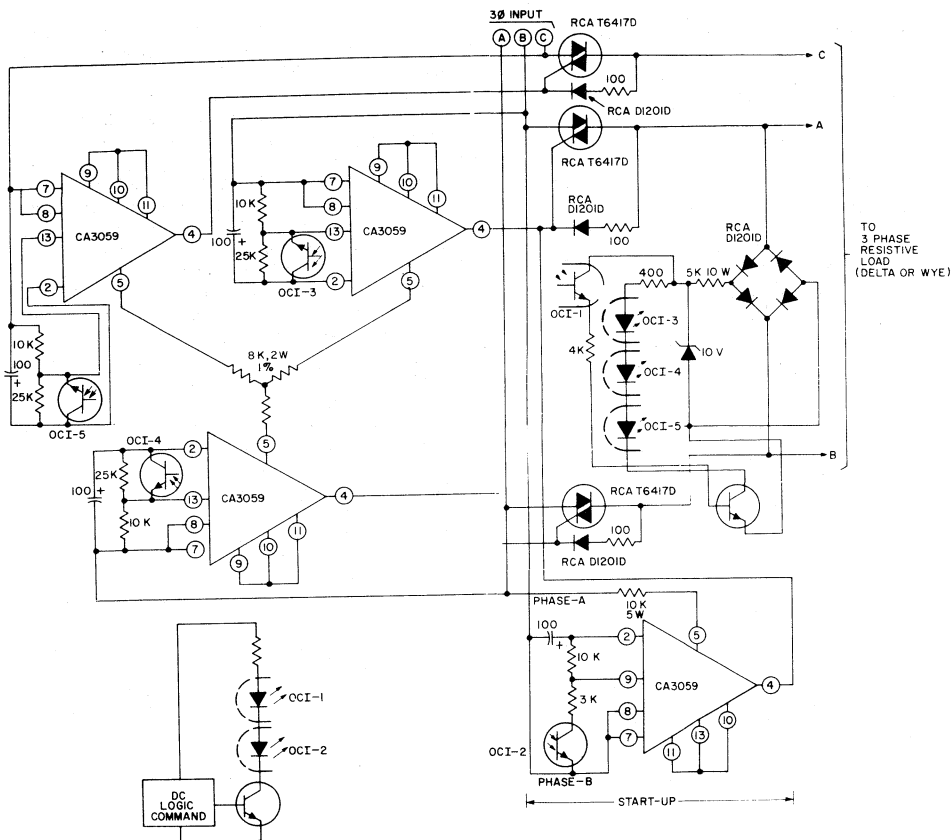 3Ø INPUT
A B C
RCA T6417D
C
100
RCA D1201D
A
RCA T6417D
9
10
11
7
8
13
2
CA3059
4
5
9
10
11
7
8
13
2
CA3059
4
5
10 K
25K
100
+
OCI-3
RCA
D1201D
100
RCA
D1201D
TO
3 PHASE
RESISTIVE
LOAD
(DELTA OR WYE)
400
5K 10 W
OCI-1
OCI-3
4K
10 V
OCI-4
OCI-5
B
10K
100
+
25K
OCI-5
8K, 2W
1%
OCI-4
100
+
25K
10 K
2
13
8
7
5
CA3059
4
9
10
11
RCA T6417D
100
RCA D1201D
PHASE-A
10 K
5 W
100
+
10 K
3K
2
9
8
7
5
CA3059
4
11
13
10
OCI-2
PHASE-B
START-UP
OCI-1
OCI-2
DC
LOGIC
COMMAND